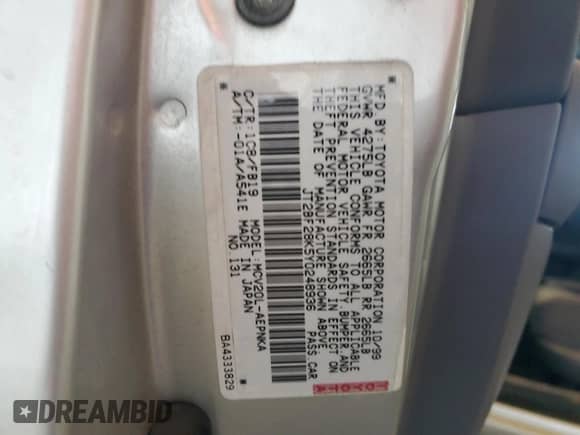 MFD BY: TOYOTA MOTOR CORPORATION 10/99
GVWR 4275LB GAWR FR 2665LB RR 2665LB
THIS VEHICLE CONFORMS TO ALL APPLICABLE
FEDERAL MOTOR VEHICLE SAFETY, BUMPER, AND
THEFT PREVENTION STANDARDS IN EFFECT ON
THE DATE OF MANUFACTURE SHOWN ABOVE.
JT2BF28K5Y0248936 PASS.CAR
TOYOTA
C/TR: 1C8/FB19 MODEL: MCV20L-AEPNKA
A/TM: -01A/A541E MADE IN JAPAN
NO 131
BA4333829
DREAMBID